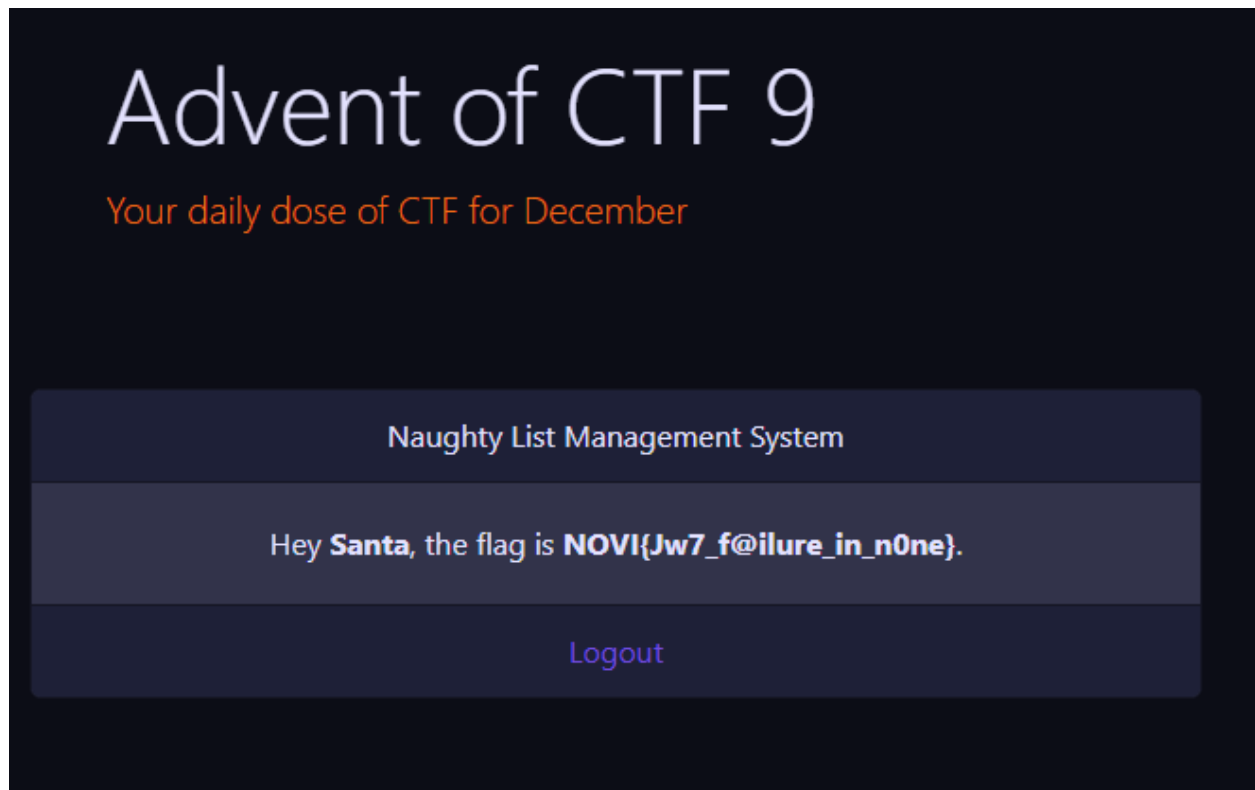 Advent of CTF 9
Your daily dose of CTF for December
Naughty List Management System
Hey Santa, the flag is NOVI{Jw7_f@ilure_in_n0ne}.
Logout